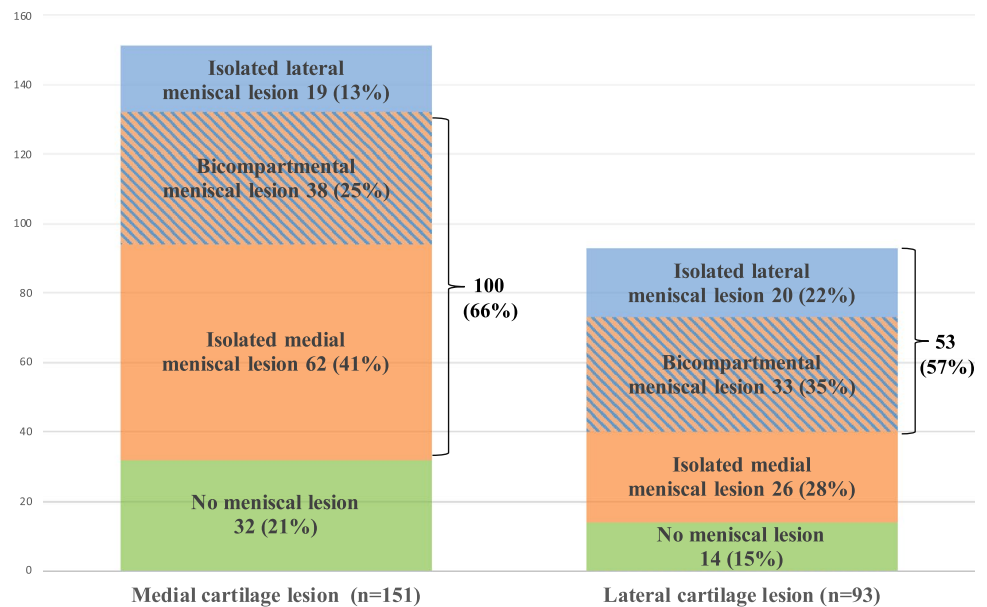 160
140
120
100
80
60
40
20
0
Isolated lateral
meniscal lesion 19 (13%)
Bicompartmental
meniscal lesion 38 (25%)
Isolated medial
meniscal lesion 62 (41%)
No meniscal lesion
32 (21%)
100
(66%)
Isolated lateral
meniscal lesion 20 (22%)
Bicompartmental
meniscal lesion 33 (35%)
Isolated medial
meniscal lesion 26 (28%)
No meniscal lesion
14 (15%)
53
(57%)
Medial cartilage lesion (n=151)
Lateral cartilage lesion (n=93)